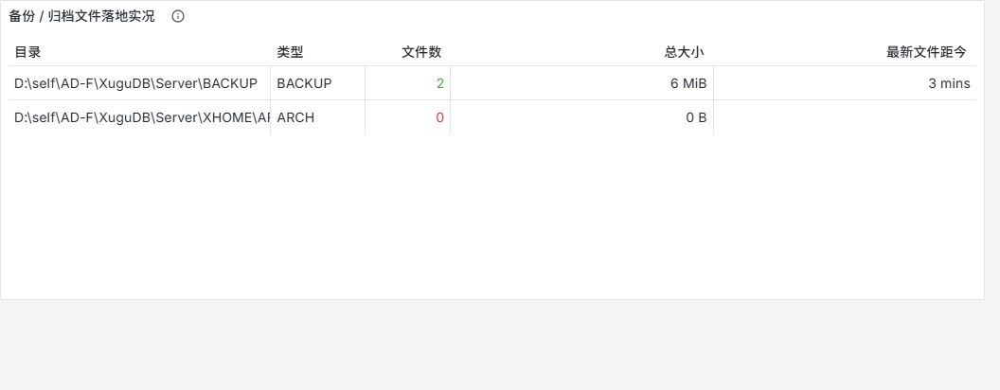 备份 / 归档文件落地实况
目录 类型 文件数 总大小 最新文件距今
D:\self\AD-F\XuguDB\Server\BACKUP BACKUP 2 6 MiB 3 mins
D:\self\AD-F\XuguDB\Server\XHOME\AF ARCH 0 0 B